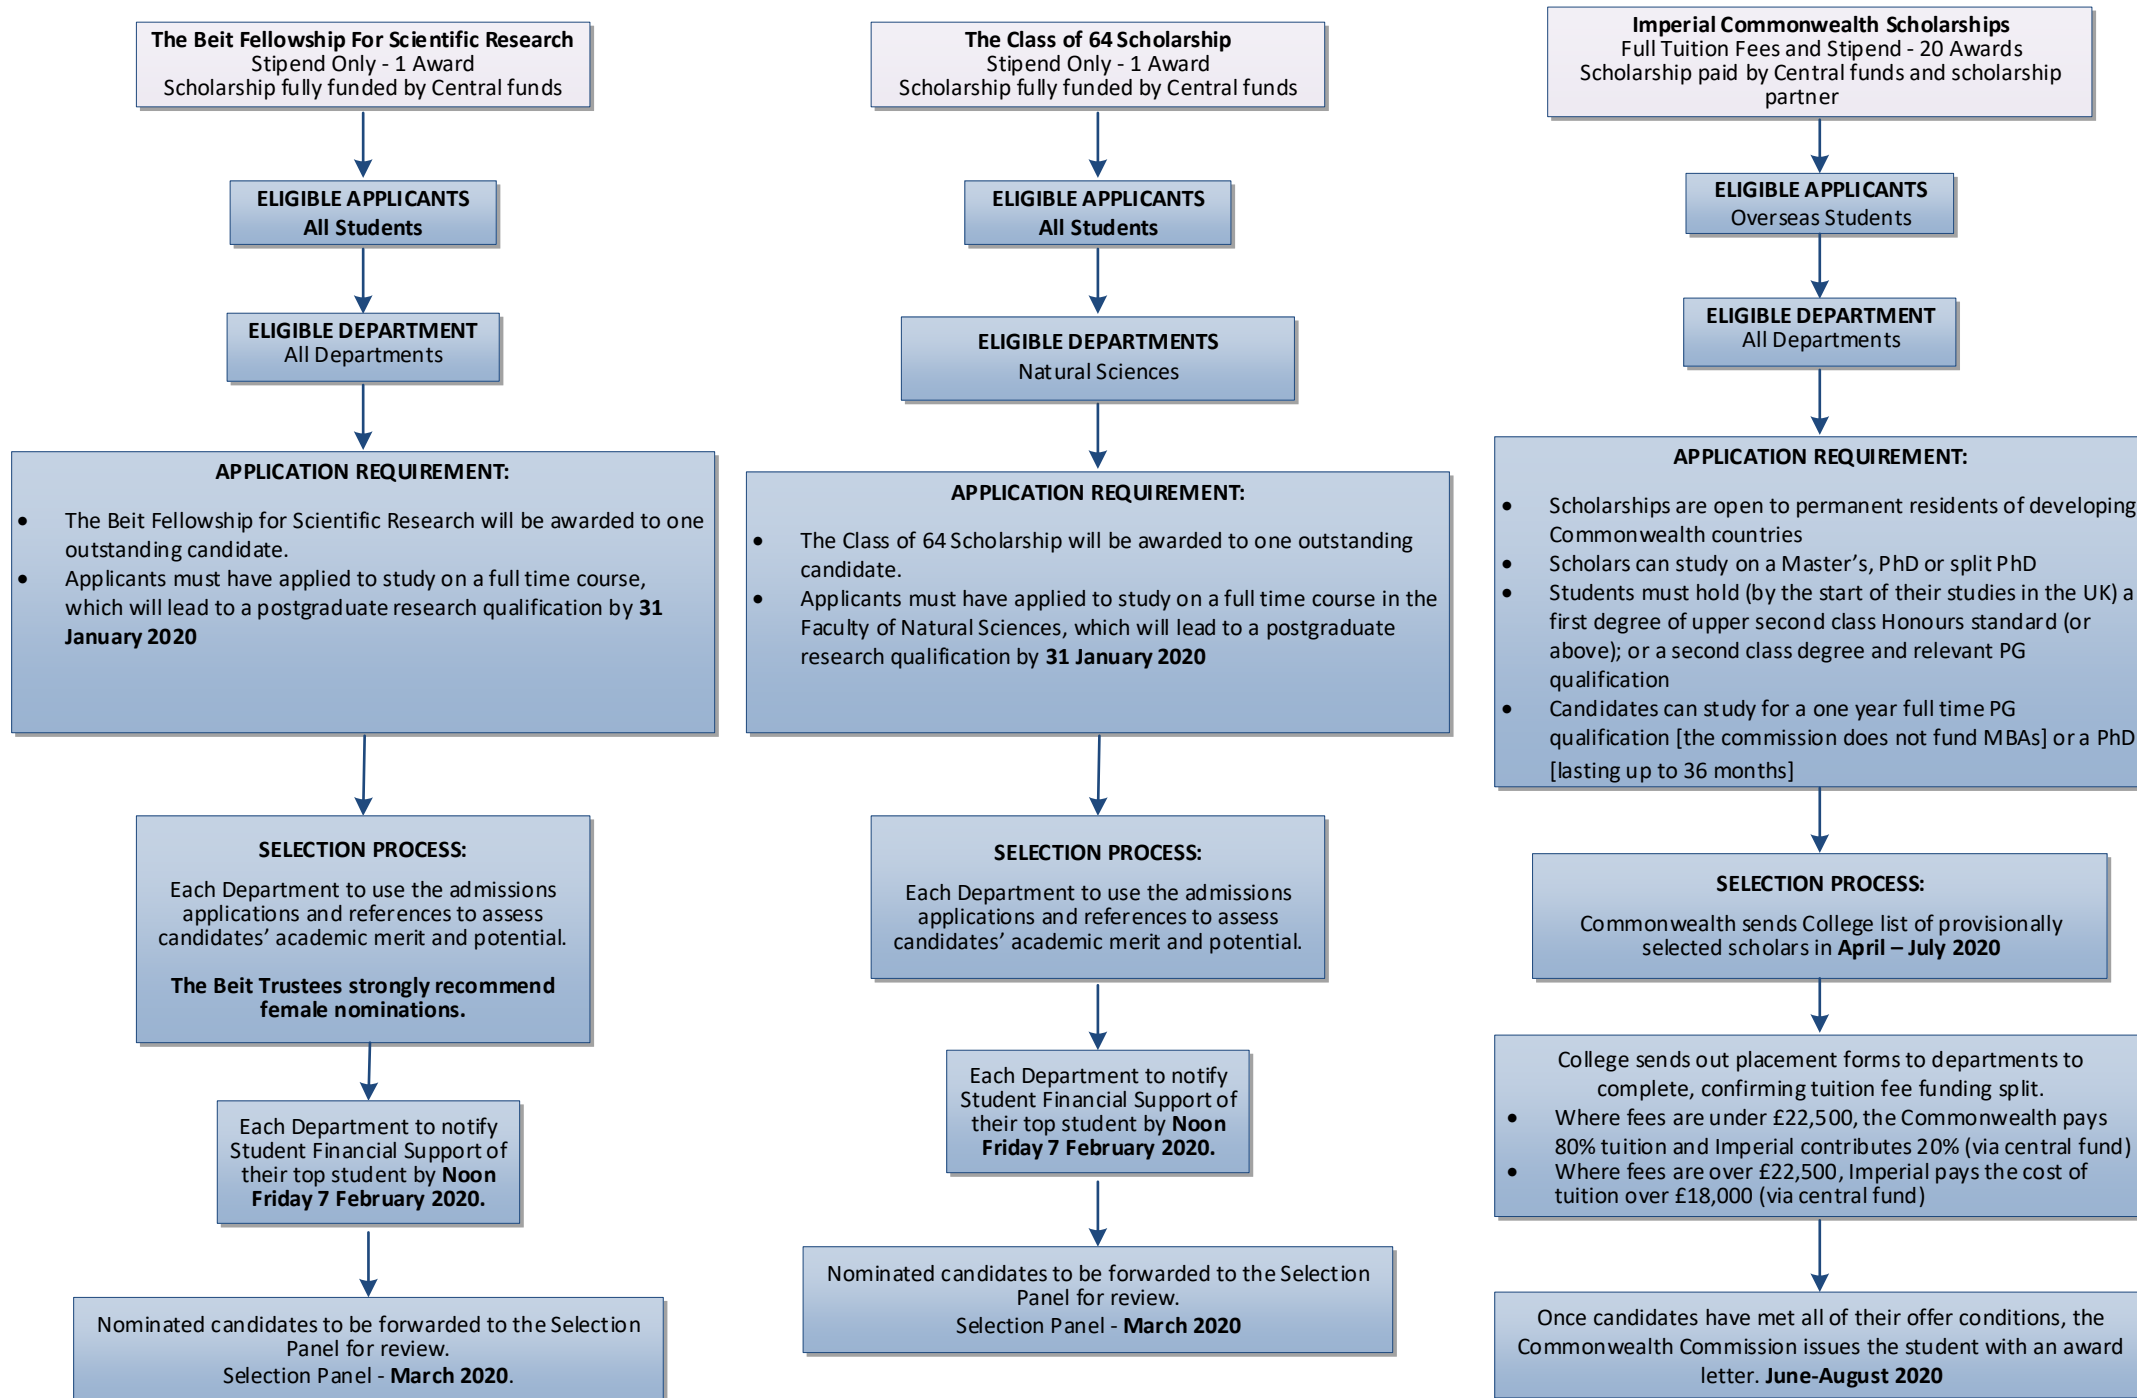 The Beit Fellowship For Scientific Research
Stipend Only - 1 Award
Scholarship fully funded by Central funds
ELIGIBLE APPLICANTS
All Students
ELIGIBLE DEPARTMENT
All Departments
APPLICATION REQUIREMENT:
• The Beit Fellowship for Scientific Research will be awarded to one
outstanding candidate.
• Applicants must have applied to study on a full time course,
which will lead to a postgraduate research qualification by 31
January 2020
SELECTION PROCESS:
Each Department to use the admissions
applications and references to assess
candidates’ academic merit and potential.
The Beit Trustees strongly recommend
female nominations.
Each Department to notify
Student Financial Support of
their top student by Noon
Friday 7 February 2020.
Nominated candidates to be forwarded to the Selection
Panel for review.
Selection Panel - March 2020.
The Class of 64 Scholarship
Stipend Only - 1 Award
Scholarship fully funded by Central funds
ELIGIBLE APPLICANTS
All Students
ELIGIBLE DEPARTMENTS
Natural Sciences
APPLICATION REQUIREMENT:
• The Class of 64 Scholarship will be awarded to one outstanding
candidate.
• Applicants must have applied to study on a full time course in the
Faculty of Natural Sciences, which will lead to a postgraduate
research qualification by 31 January 2020
SELECTION PROCESS:
Each Department to use the admissions
applications and references to assess
candidates’ academic merit and potential.
Each Department to notify
Student Financial Support of
their top student by Noon
Friday 7 February 2020.
Nominated candidates to be forwarded to the Selection
Panel for review.
Selection Panel - March 2020
Imperial Commonwealth Scholarships
Full Tuition Fees and Stipend - 20 Awards
Scholarship paid by Central funds and scholarship
partner
ELIGIBLE APPLICANTS
Overseas Students
ELIGIBLE DEPARTMENT
All Departments
APPLICATION REQUIREMENT:
• Scholarships are open to permanent residents of developing
Commonwealth countries
• Scholars can study on a Master’s, PhD or split PhD
• Students must hold (by the start of their studies in the UK) a
first degree of upper second class Honours standard (or
above); or a second class degree and relevant PG
qualification
• Candidates can study for a one year full time PG
qualification [the commission does not fund MBAs] or a PhD
[lasting up to 36 months]
SELECTION PROCESS:
Commonwealth sends College list of provisionally
selected scholars in April – July 2020
College sends out placement forms to departments to
complete, confirming tuition fee funding split.
• Where fees are under £22,500, the Commonwealth pays
80% tuition and Imperial contributes 20% (via central fund)
• Where fees are over £22,500, Imperial pays the cost of
tuition over £18,000 (via central fund)
Once candidates have met all of their offer conditions, the
Commonwealth Commission issues the student with an award
letter. June-August 2020